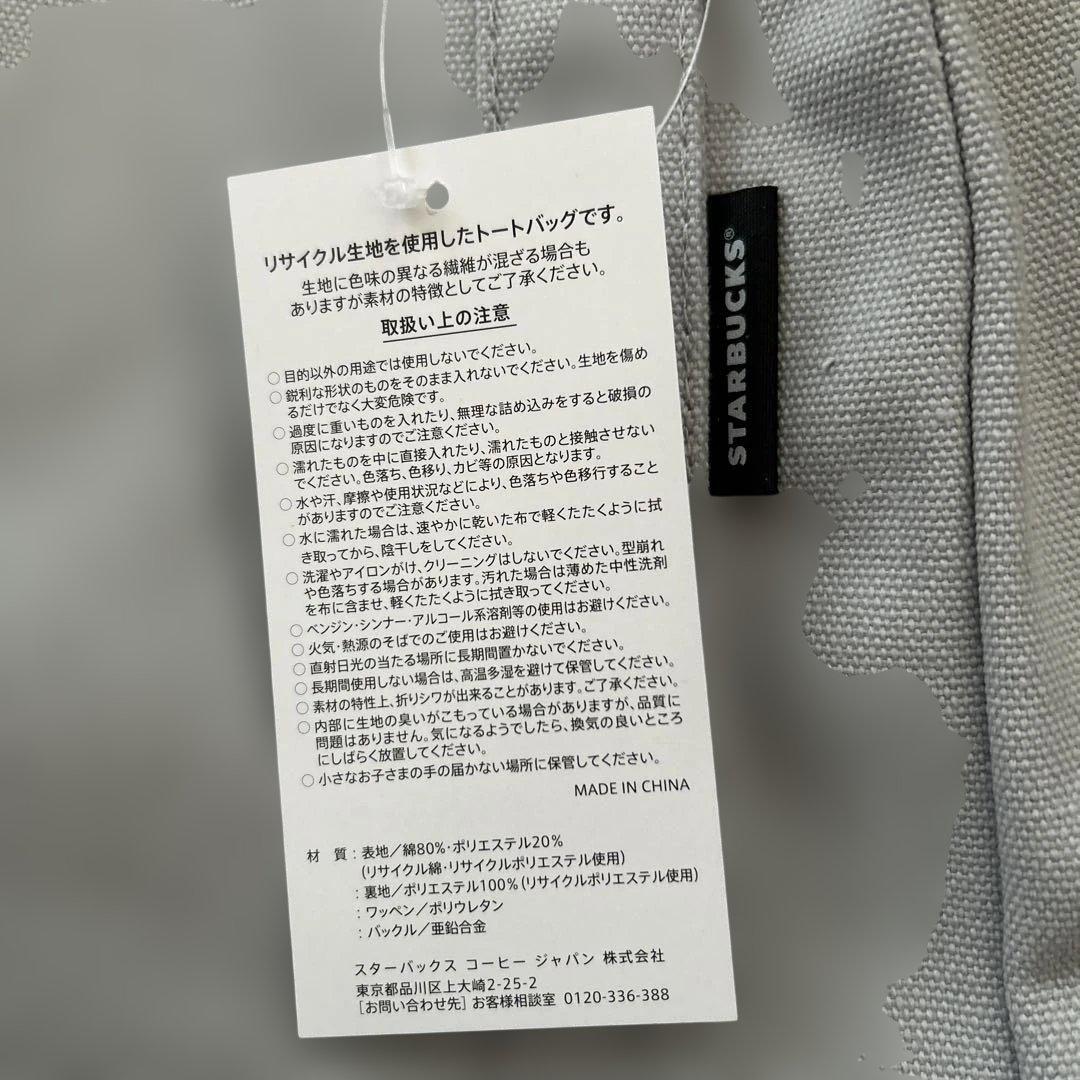 リサイクル生地を使用したトートバッグです。
生地に色味の異なる繊維が混ざる場合も
ありますが素材の特徴としてご了承ください。
取扱い上の注意
○目的以外の用途では使用しないでください。
○鋭利な形状のものをそのまま入れないでください。生地を傷め
るだけでなく大変危険です。
○過度に重いものを入れたり、無理な詰め込みをすると破損の
原因になりますのでご注意ください。
○濡れたものを中に直接入れたり、濡れたものと接触させない
でください。色落ち、色移り、カビ等の原因となります。
○水や汗、摩擦や使用状況などにより、色落ちや色移行すること
がありますのでご注意ください。
○水に濡れた場合は、速やかに乾いた布で軽くたたくように拭
き取ってから、陰干しをしてください。
○洗濯やアイロンがけ、クリーニングはしないでください。型崩れ
や色落ちする場合があります。汚れた場合は薄めた中性洗剤
を布に含ませ、軽くたたくように拭き取ってください。
○ベンジン・シンナー・アルコール系溶剤等の使用はお避けください。
○火気・熱源のそばでのご使用はお避けください。
○直射日光の当たる場所に長期間置かないでください。
○長期間使用しない場合は、高温多湿を避けて保管してください。
○素材の特性上、折りシワが出来ることがあります。ご了承ください。
○内部に生地の臭いがこもっている場合がありますが、品質に
問題はありません。気になるようでしたら、換気の良いところ
にしばらく放置してください。
○小さなお子さまの手の届かない場所に保管してください。
MADE IN CHINA
材 質：表地／綿80%・ポリエステル20%
(リサイクル綿・リサイクルポリエステル使用)
：裏地／ポリエステル100%(リサイクルポリエステル使用)
：ワッペン／ポリウレタン
：バックル／亜鉛合金
スターバックス コーヒー ジャパン 株式会社
東京都品川区上大崎2-25-2
［お問い合わせ先］お客様相談室 0120-336-388
STARBUCKS®